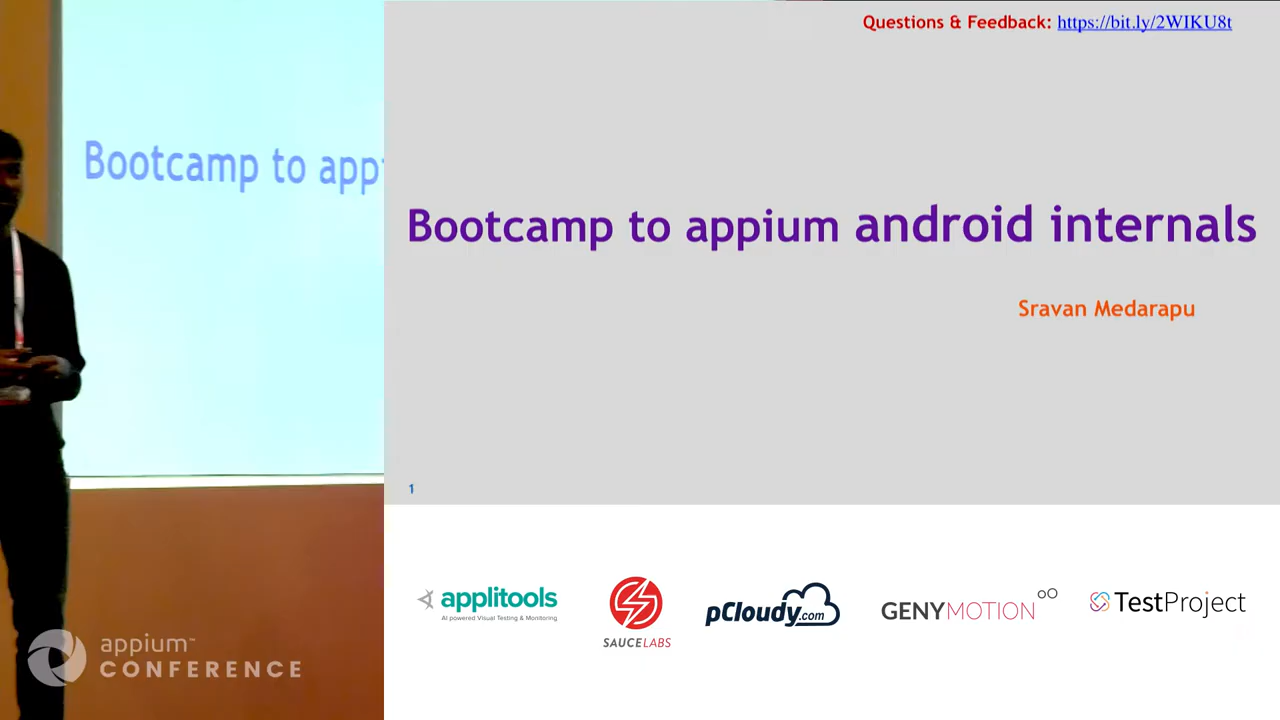 Questions & Feedback: https://bit.ly/2WIKU8t
Bootcamp to app
Bootcamp to appium android internals
Sravan Medarapu
1
applitools
AI powered Visual Testing & Monitoring
SAUCELABS
pCloudy.com
GENYMOTION
TestProject
appium™
CONFERENCE